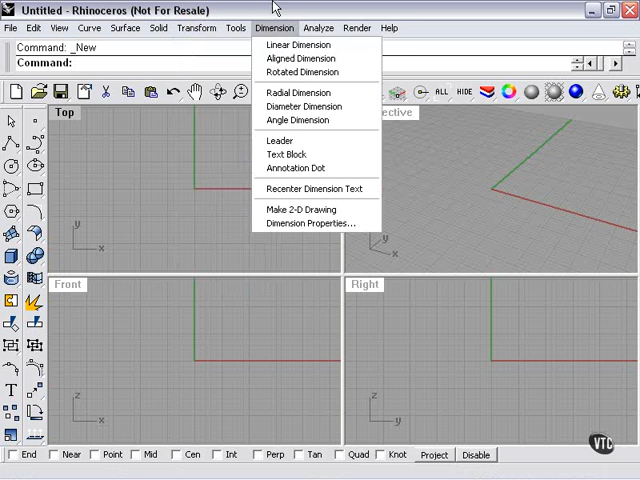 Untitled - Rhinoceros (Not For Resale)
File Edit View Curve Surface Solid Transform Tools Dimension Analyze Render Help
Command: _New
Command:
Linear Dimension
Aligned Dimension
Rotated Dimension
Radial Dimension
Diameter Dimension
Angle Dimension
Leader
Text Block
Annotation Dot
Recenter Dimension Text
Make 2-D Drawing
Dimension Properties...
ALL HIDE
Top
ective
y
x
y
x
Front
Right
z
x
z
y
T
VTC
End Near Point Mid Cen Int Perp Tan Quad Knot Project Disable